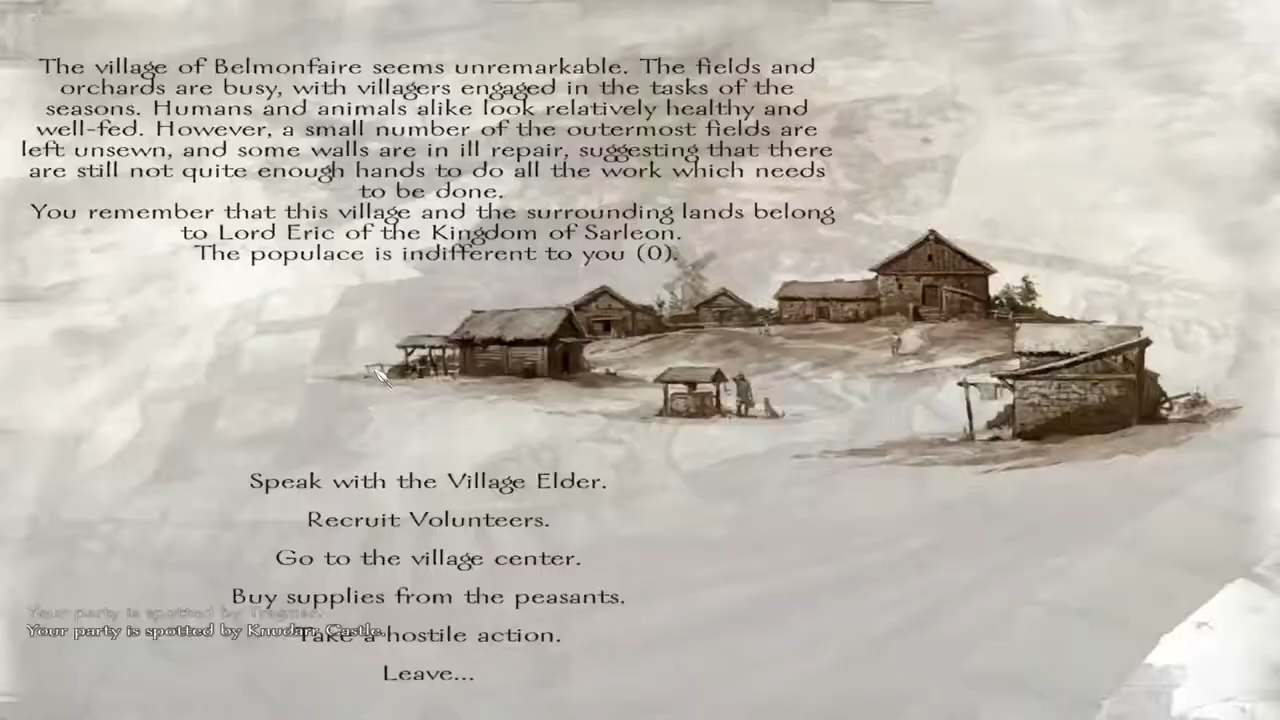 The village of Belmonfaire seems unremarkable. The fields and
orchards are busy, with villagers engaged in the tasks of the
seasons. Humans and animals alike look relatively healthy and
well-fed. However, a small number of the outermost fields are
left unsewn, and some walls are in ill repair, suggesting that there
are still not quite enough hands to do all the work which needs
to be done.
You remember that this village and the surrounding lands belong
to Lord Eric of the Kingdom of Sarleon.
The populace is indifferent to you (0).
Speak with the Village Elder.
Recruit Volunteers.
Go to the village center.
Buy supplies from the peasants.
Your party is spotted by
Your party is spotted by Knudarr Castle.
Take a hostile action.
Leave...